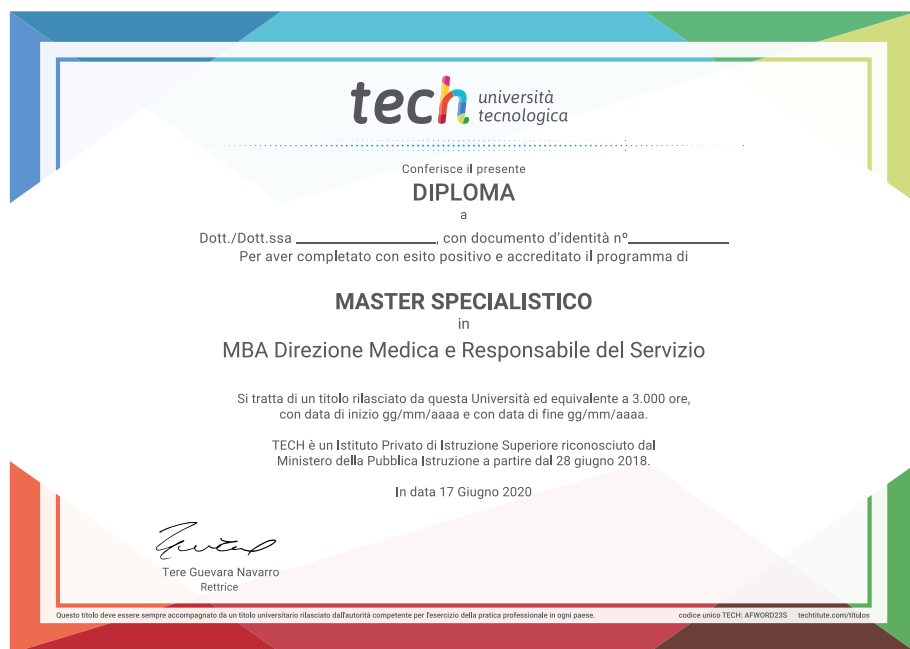 tech università
tecnologica
Conferisce il presente
DIPLOMA
a
Dott./Dott.ssa ________________, con documento d'identità nº____________
Per aver completato con esito positivo e accreditato il programma di
MASTER SPECIALISTICO
in
MBA Direzione Medica e Responsabile del Servizio
Si tratta di un titolo rilasciato da questa Università ed equivalente a 3.000 ore,
con data di inizio gg/mm/aaaa e con data di fine gg/mm/aaaa.
TECH è un Istituto Privato di Istruzione Superiore riconosciuto dal
Ministero della Pubblica Istruzione a partire dal 28 giugno 2018.
In data 17 Giugno 2020
Tere Guevara Navarro
Rettrice
Questo titolo deve essere sempre accompagnato da un titolo universitario rilasciato dall'autorità competente per l'esercizio della pratica professionale in ogni paese. codice unico TECH: AFWORD23S techtitute.com/titulos